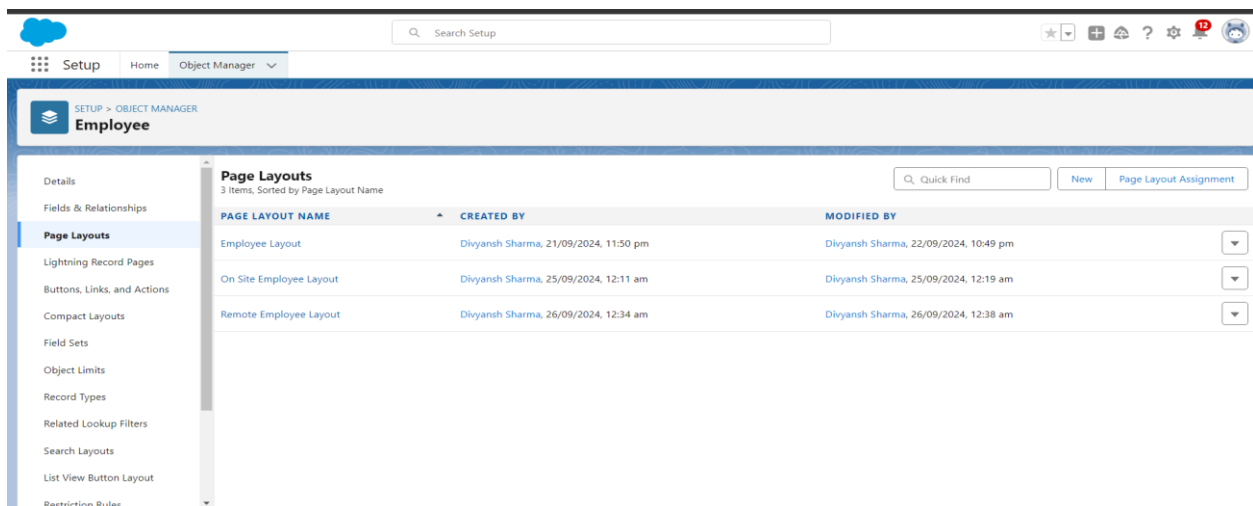 Search Setup
12
Setup Home Object Manager
SETUP > OBJECT MANAGER
Employee
Details
Fields & Relationships
Page Layouts
Lightning Record Pages
Buttons, Links, and Actions
Compact Layouts
Field Sets
Object Limits
Record Types
Related Lookup Filters
Search Layouts
List View Button Layout
Restriction Rules
Page Layouts
3 Items, Sorted by Page Layout Name
Quick Find New Page Layout Assignment
PAGE LAYOUT NAME CREATED BY MODIFIED BY
Employee Layout Divyansh Sharma, 21/09/2024, 11:50 pm Divyansh Sharma, 22/09/2024, 10:49 pm
On Site Employee Layout Divyansh Sharma, 25/09/2024, 12:11 am Divyansh Sharma, 25/09/2024, 12:19 am
Remote Employee Layout Divyansh Sharma, 26/09/2024, 12:34 am Divyansh Sharma, 26/09/2024, 12:38 am